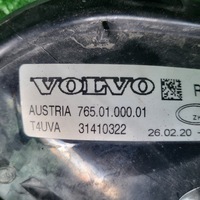 VOLVO
AUSTRIA 765.01.000.01
T4UVA 31410322
26.02.20 -